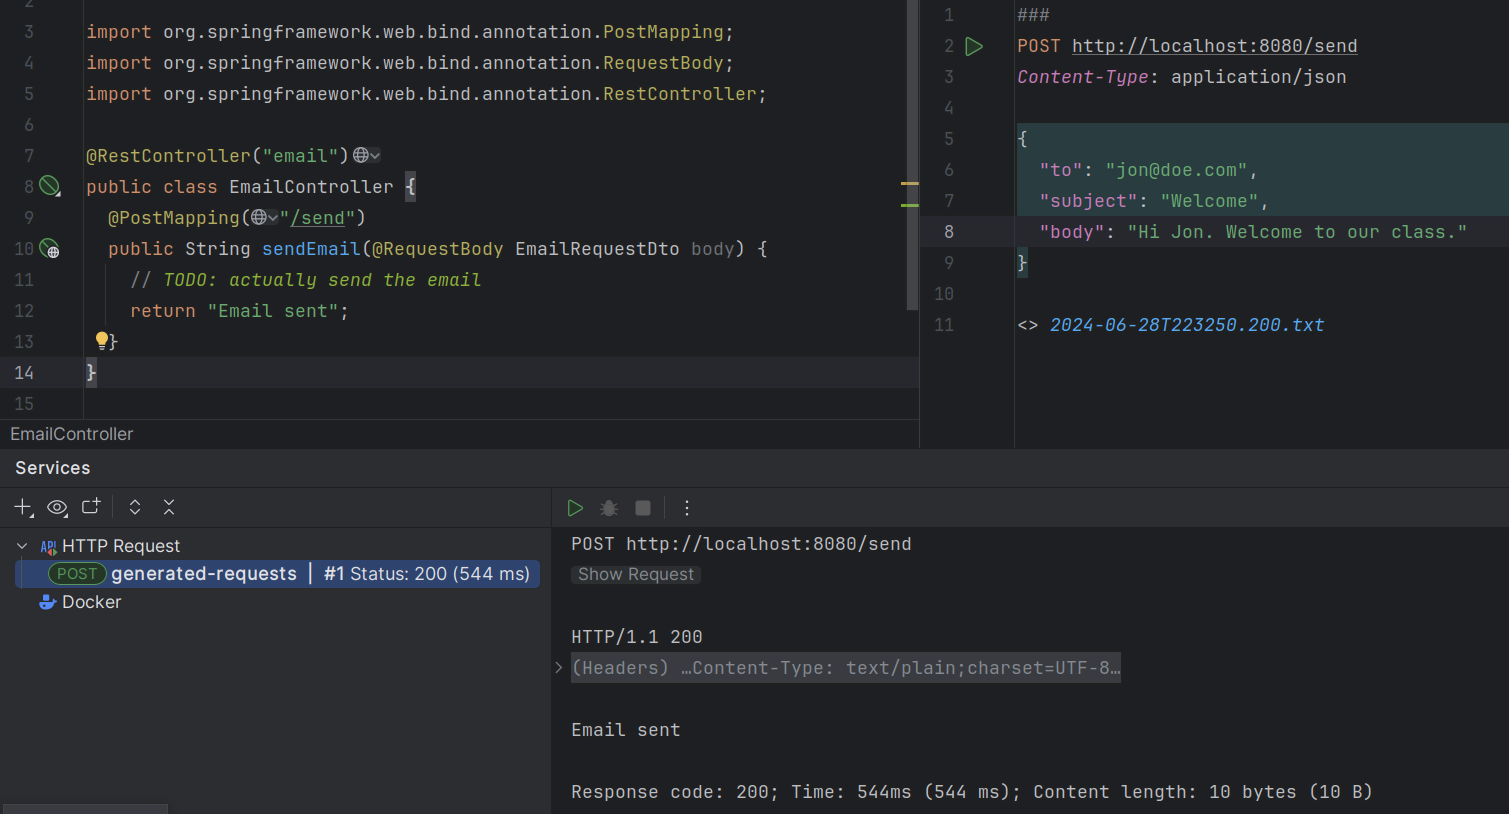 2
3 import org.springframework.web.bind.annotation.PostMapping;
4 import org.springframework.web.bind.annotation.RequestBody;
5 import org.springframework.web.bind.annotation.RestController;
6
7 @RestController("email")
8 public class EmailController {
9 @PostMapping("/send")
10 public String sendEmail(@RequestBody EmailRequestDto body) {
11 // TODO: actually send the email
12 return "Email sent";
13 }
14 }
15
EmailController
1 ###
2 POST http://localhost:8080/send
3 Content-Type: application/json
4
5 {
6 "to": "jon@doe.com",
7 "subject": "Welcome",
8 "body": "Hi Jon. Welcome to our class."
9 }
10
11 <> 2024-06-28T223250.200.txt
Services
API HTTP Request
POST generated-requests | #1 Status: 200 (544 ms)
Docker
POST http://localhost:8080/send
Show Request
HTTP/1.1 200
(Headers) …Content-Type: text/plain;charset=UTF-8…
Email sent
Response code: 200; Time: 544ms (544 ms); Content length: 10 bytes (10 B)